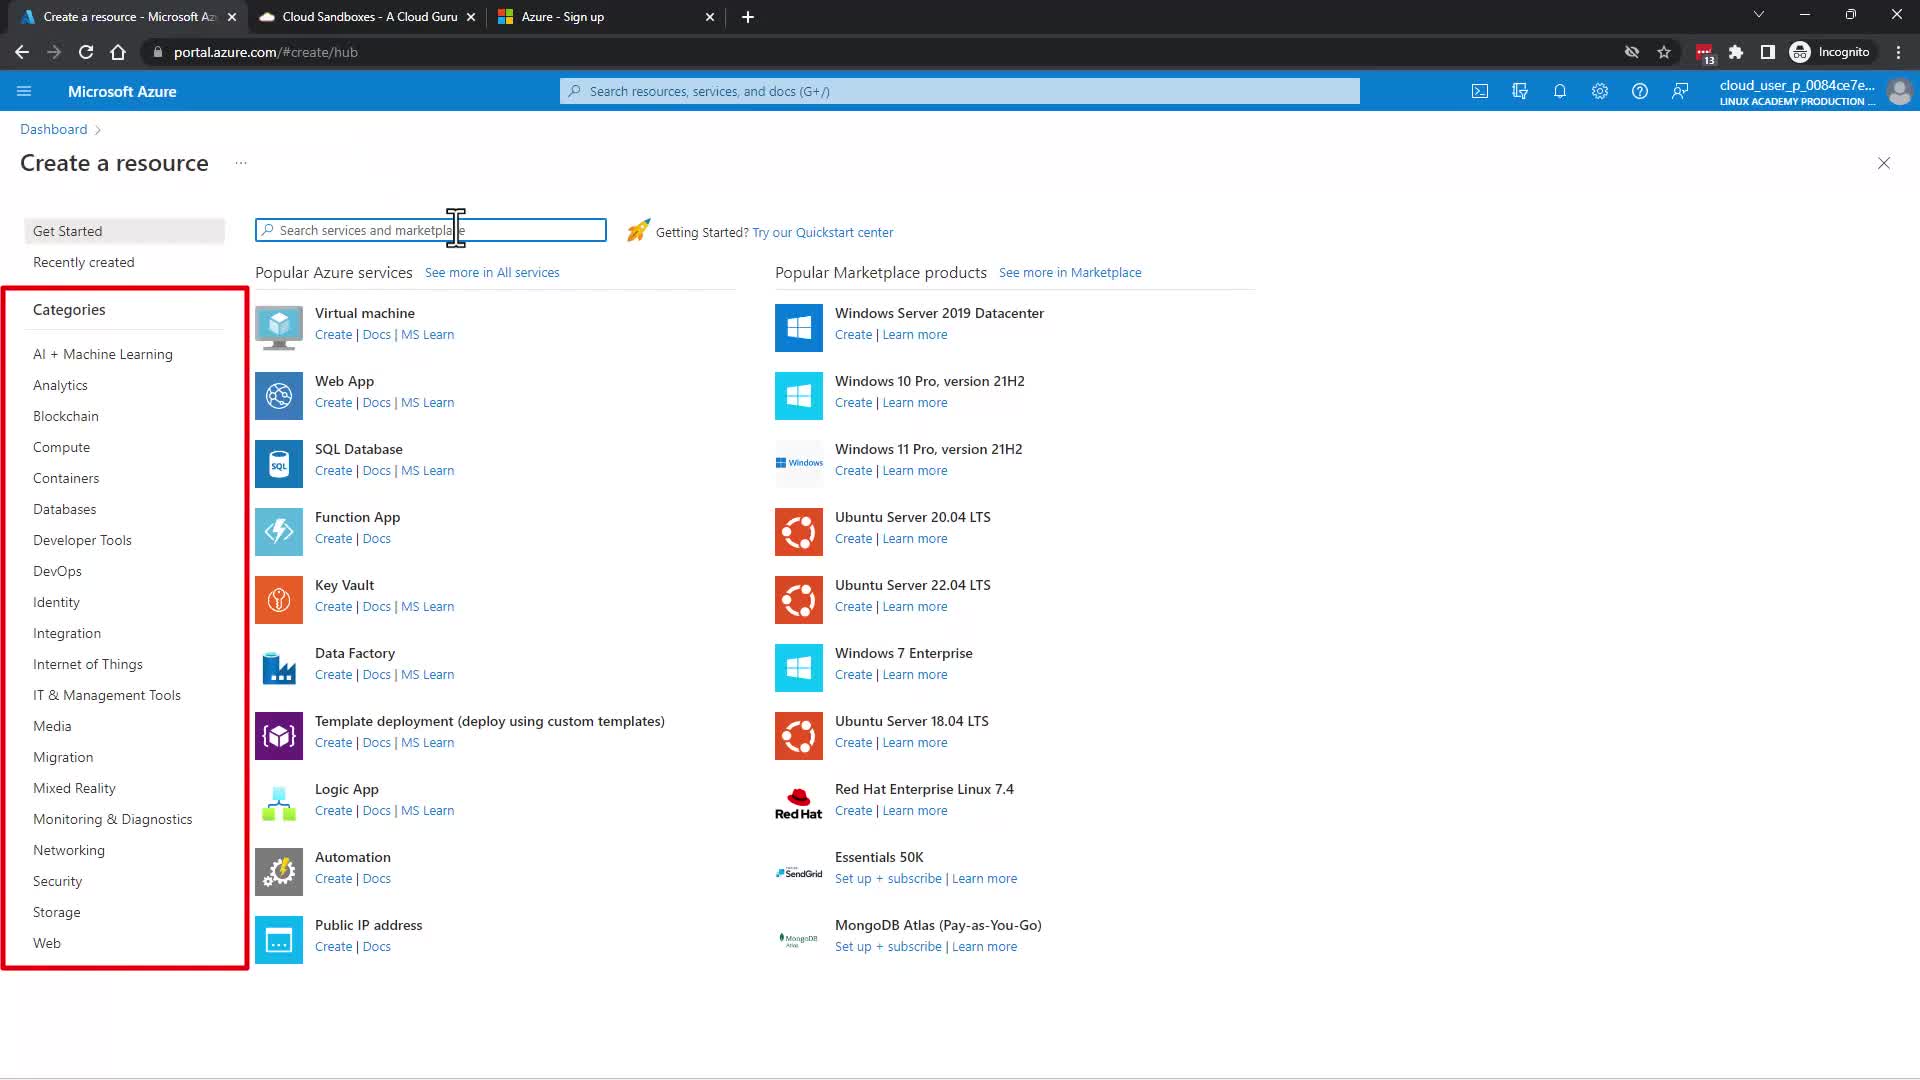 Create a resource - Microsoft Az
Cloud Sandboxes - A Cloud Guru
Azure - Sign up
portal.azure.com/#create/hub
13
Incognito
Microsoft Azure
Search resources, services, and docs (G+/)
cloud_user_p_0084ce7e...
LINUX ACADEMY PRODUCTION ...
Dashboard
Create a resource
...
Get Started
Recently created
Categories
AI + Machine Learning
Analytics
Blockchain
Compute
Containers
Databases
Developer Tools
DevOps
Identity
Integration
Internet of Things
IT & Management Tools
Media
Migration
Mixed Reality
Monitoring & Diagnostics
Networking
Security
Storage
Web
Search services and marketplace
Getting Started? Try our Quickstart center
Popular Azure services See more in All services
Virtual machine
Create | Docs | MS Learn
Web App
Create | Docs | MS Learn
SQL
SQL Database
Create | Docs | MS Learn
Function App
Create | Docs
Key Vault
Create | Docs | MS Learn
Data Factory
Create | Docs | MS Learn
Template deployment (deploy using custom templates)
Create | Docs | MS Learn
Logic App
Create | Docs | MS Learn
Automation
Create | Docs
Public IP address
Create | Docs
Popular Marketplace products See more in Marketplace
Windows Server 2019 Datacenter
Create | Learn more
Windows 10 Pro, version 21H2
Create | Learn more
Windows
Windows 11 Pro, version 21H2
Create | Learn more
Ubuntu Server 20.04 LTS
Create | Learn more
Ubuntu Server 22.04 LTS
Create | Learn more
Windows 7 Enterprise
Create | Learn more
Ubuntu Server 18.04 LTS
Create | Learn more
Red Hat
Red Hat Enterprise Linux 7.4
Create | Learn more
SendGrid
Essentials 50K
Set up + subscribe | Learn more
MongoDB
Atlas
MongoDB Atlas (Pay-as-You-Go)
Set up + subscribe | Learn more